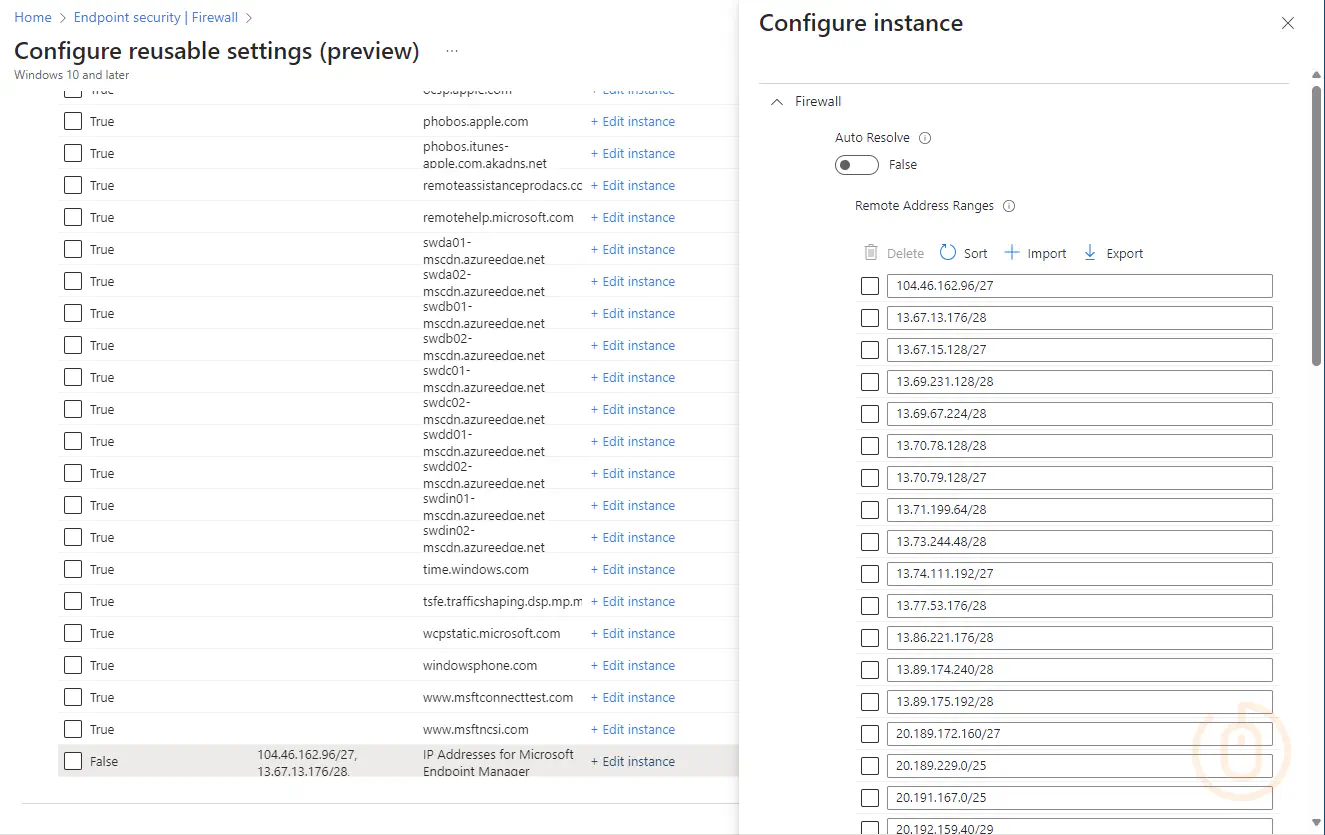 Home > Endpoint security | Firewall >
Configure reusable settings (preview) ...
Windows 10 and later
True ocsp.apple.com + Edit instance
True phobos.apple.com + Edit instance
True phobos.itunes-
apple.com.akadns.net + Edit instance
True remoteassistanceprodacs.cc + Edit instance
True remotehelp.microsoft.com + Edit instance
True swda01-
mscdn.azureedge.net + Edit instance
True swda02-
mscdn.azureedge.net + Edit instance
True swdb01-
mscdn.azureedge.net + Edit instance
True swdb02-
mscdn.azureedge.net + Edit instance
True swdc01-
mscdn.azureedge.net + Edit instance
True swdc02-
mscdn.azureedge.net + Edit instance
True swdd01-
mscdn.azureedge.net + Edit instance
True swdd02-
mscdn.azureedge.net + Edit instance
True swdin01-
mscdn.azureedge.net + Edit instance
True swdin02-
mscdn.azureedge.net + Edit instance
True time.windows.com + Edit instance
True tsfe.trafficshaping.dsp.mp.m + Edit instance
True wcpstatic.microsoft.com + Edit instance
True windowsphone.com + Edit instance
True www.msftconnecttest.com + Edit instance
True www.msftncsi.com + Edit instance
False 104.46.162.96/27, IP Addresses for Microsoft + Edit instance
13.67.13.176/28, Endpoint Manager
Configure instance
Firewall
Auto Resolve
False
Remote Address Ranges
Delete Sort Import Export
104.46.162.96/27
13.67.13.176/28
13.67.15.128/27
13.69.231.128/28
13.69.67.224/28
13.70.78.128/28
13.70.79.128/27
13.71.199.64/28
13.73.244.48/28
13.74.111.192/27
13.77.53.176/28
13.86.221.176/28
13.89.174.240/28
13.89.175.192/28
20.189.172.160/27
20.189.229.0/25
20.191.167.0/25
20.192.159.40/29